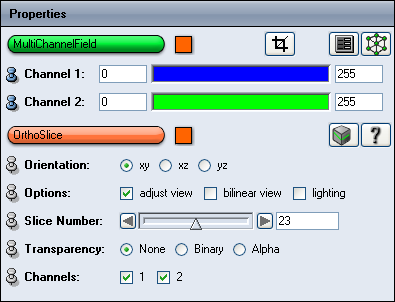 Properties
MultiChannelField
Channel 1: 0 255
Channel 2: 0 255
OrthoSlice ?
Orientation: xy xz yz
Options: adjust view bilinear view lighting
Slice Number: 23
Transparency: None Binary Alpha
Channels: 1 2